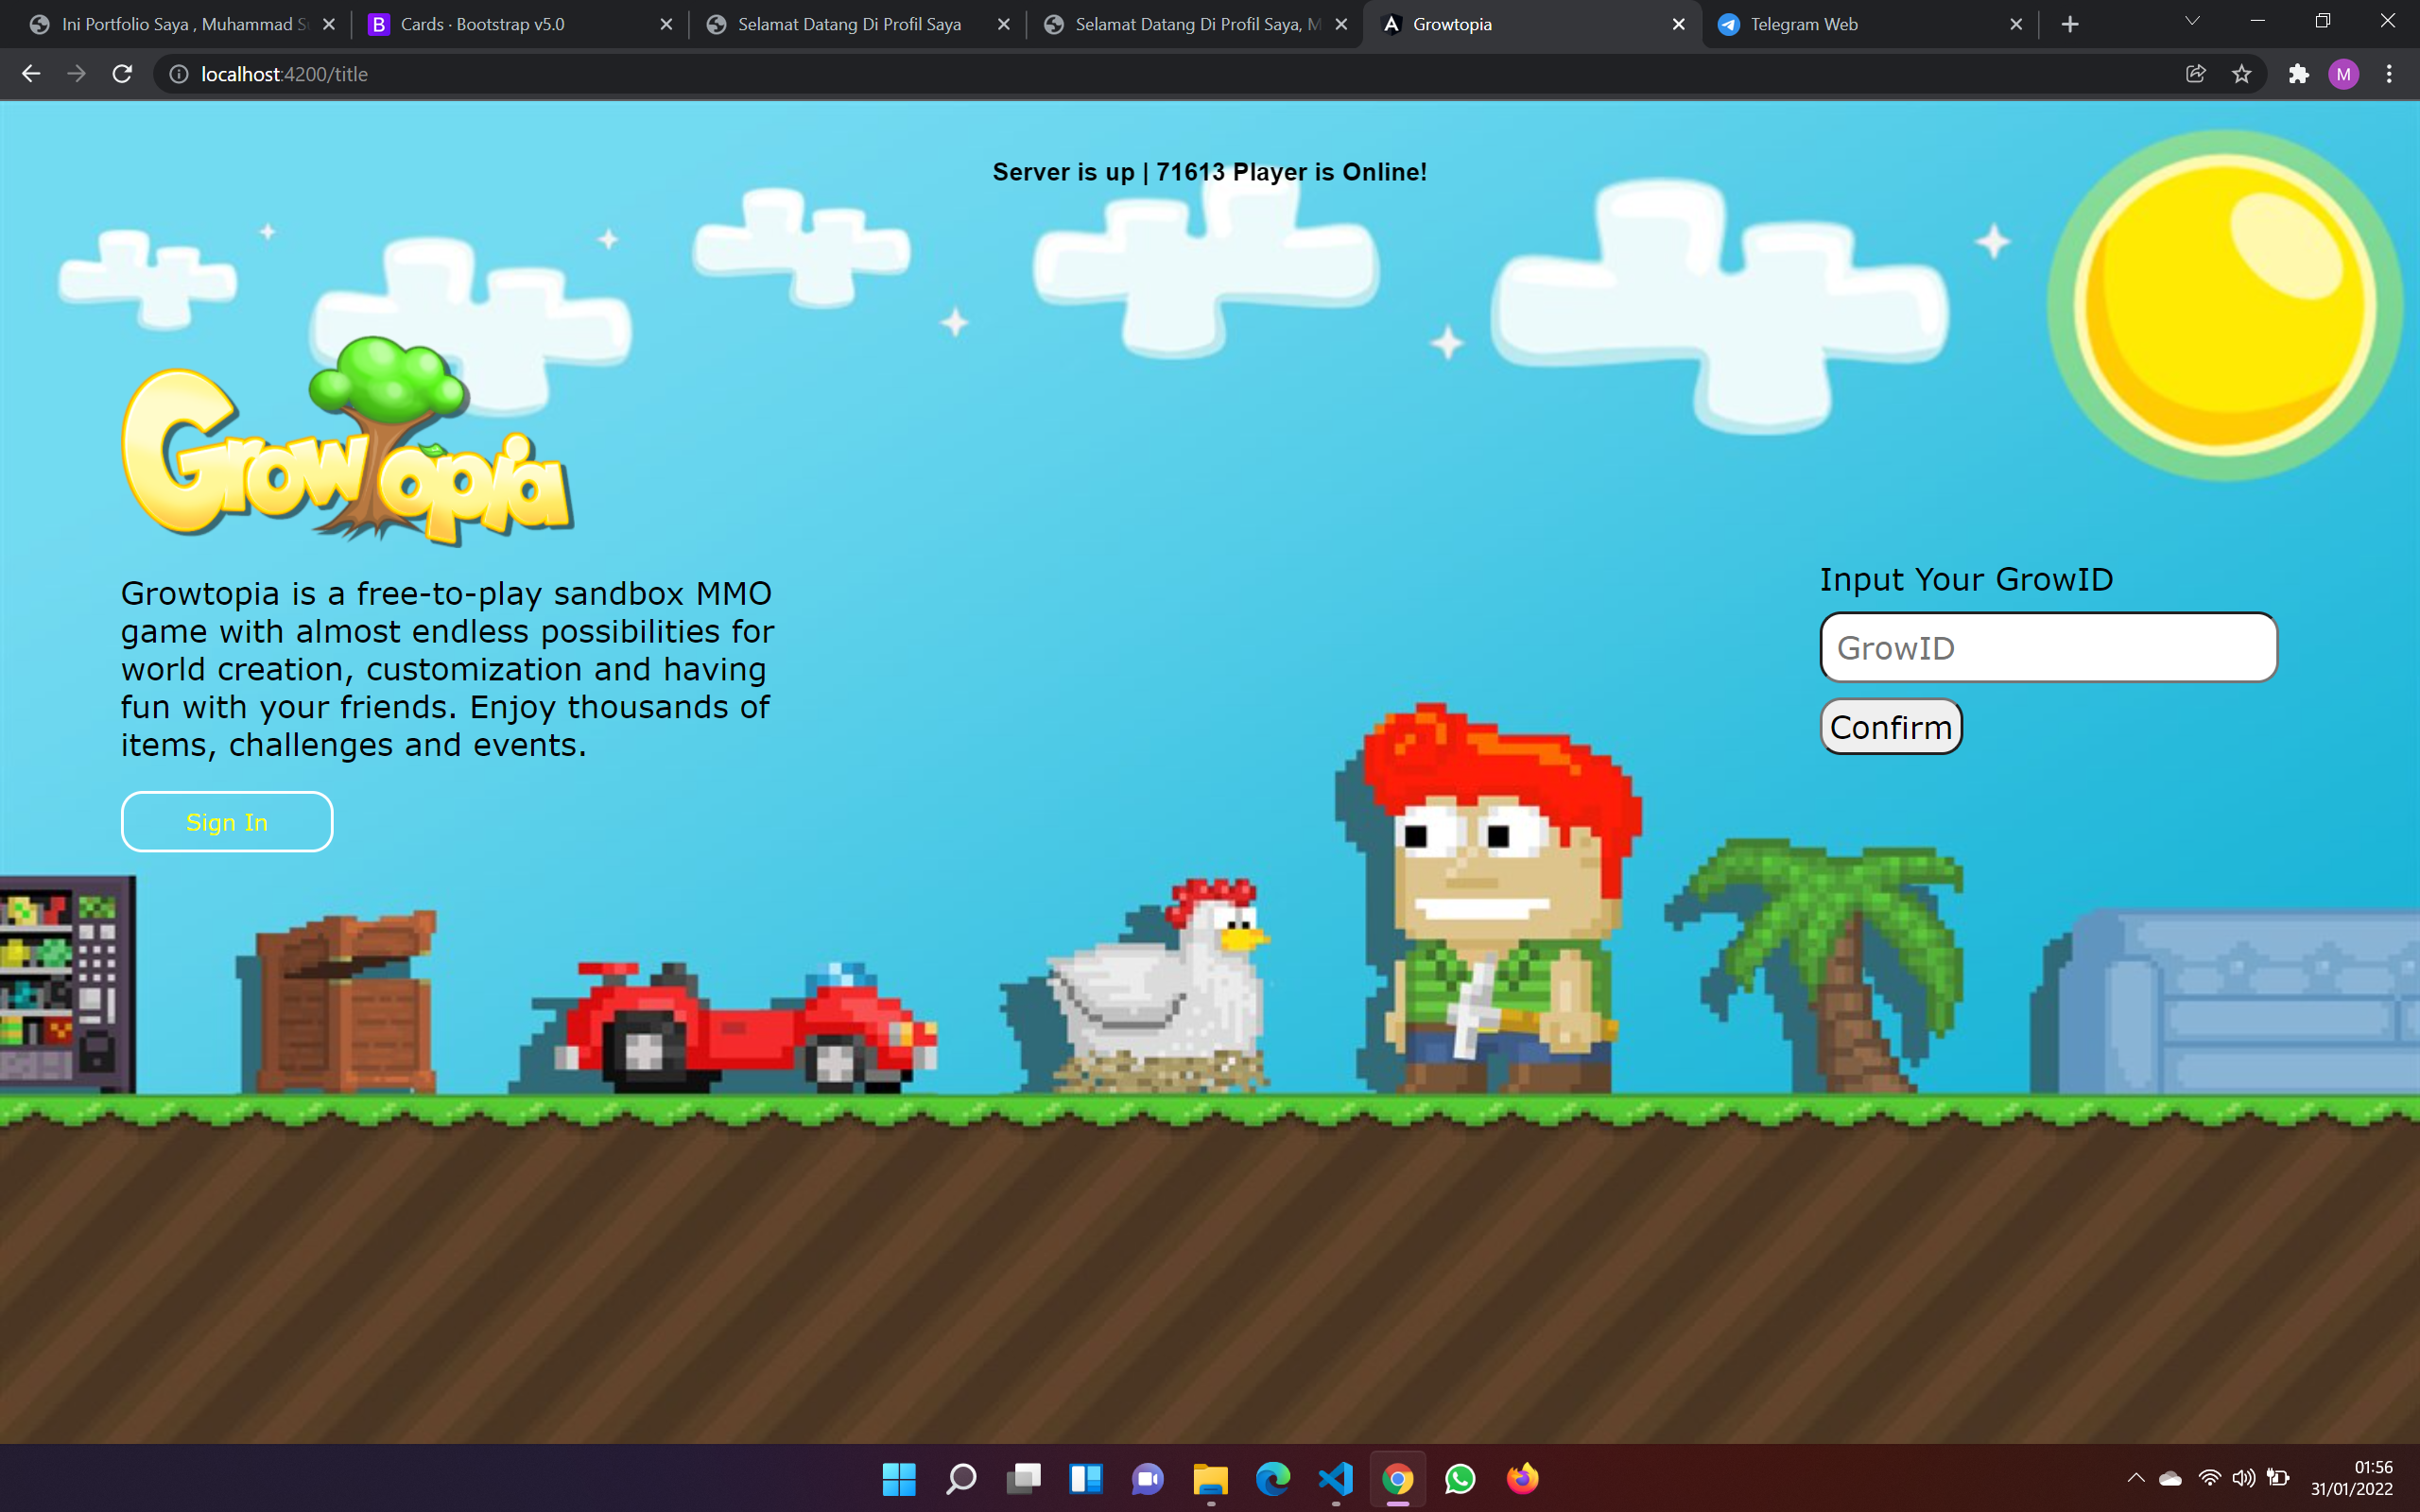 Ini Portfolio Saya , Muhammad S
Cards · Bootstrap v5.0
Selamat Datang Di Profil Saya
Selamat Datang Di Profil Saya, M
Growtopia
Telegram Web
localhost:4200/title
M
Server is up | 71613 Player is Online!
Growtopia
Growtopia is a free-to-play sandbox MMO
game with almost endless possibilities for
world creation, customization and having
fun with your friends. Enjoy thousands of
items, challenges and events.
Sign In
Input Your GrowID
GrowID
Confirm
01:56
31/01/2022